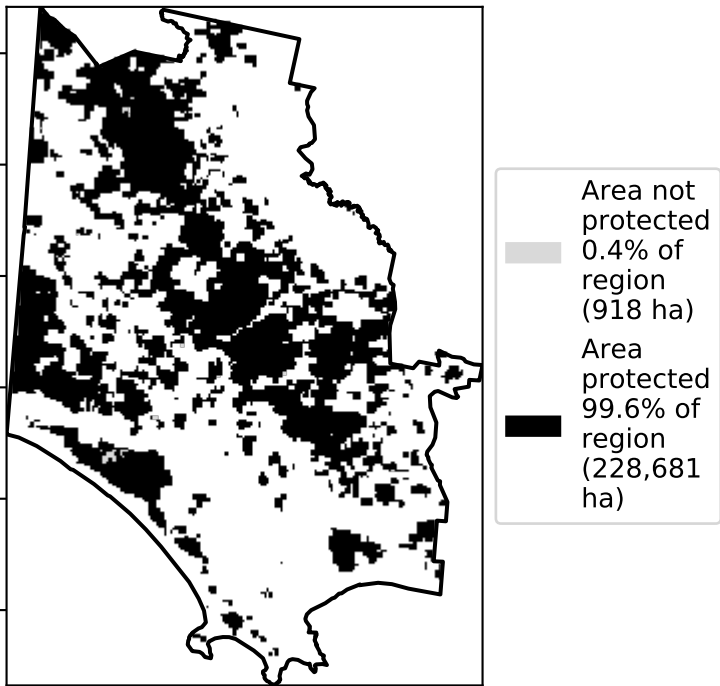 Area not
protected
0.4% of
region
(918 ha)
Area
protected
99.6% of
region
(228,681
ha)